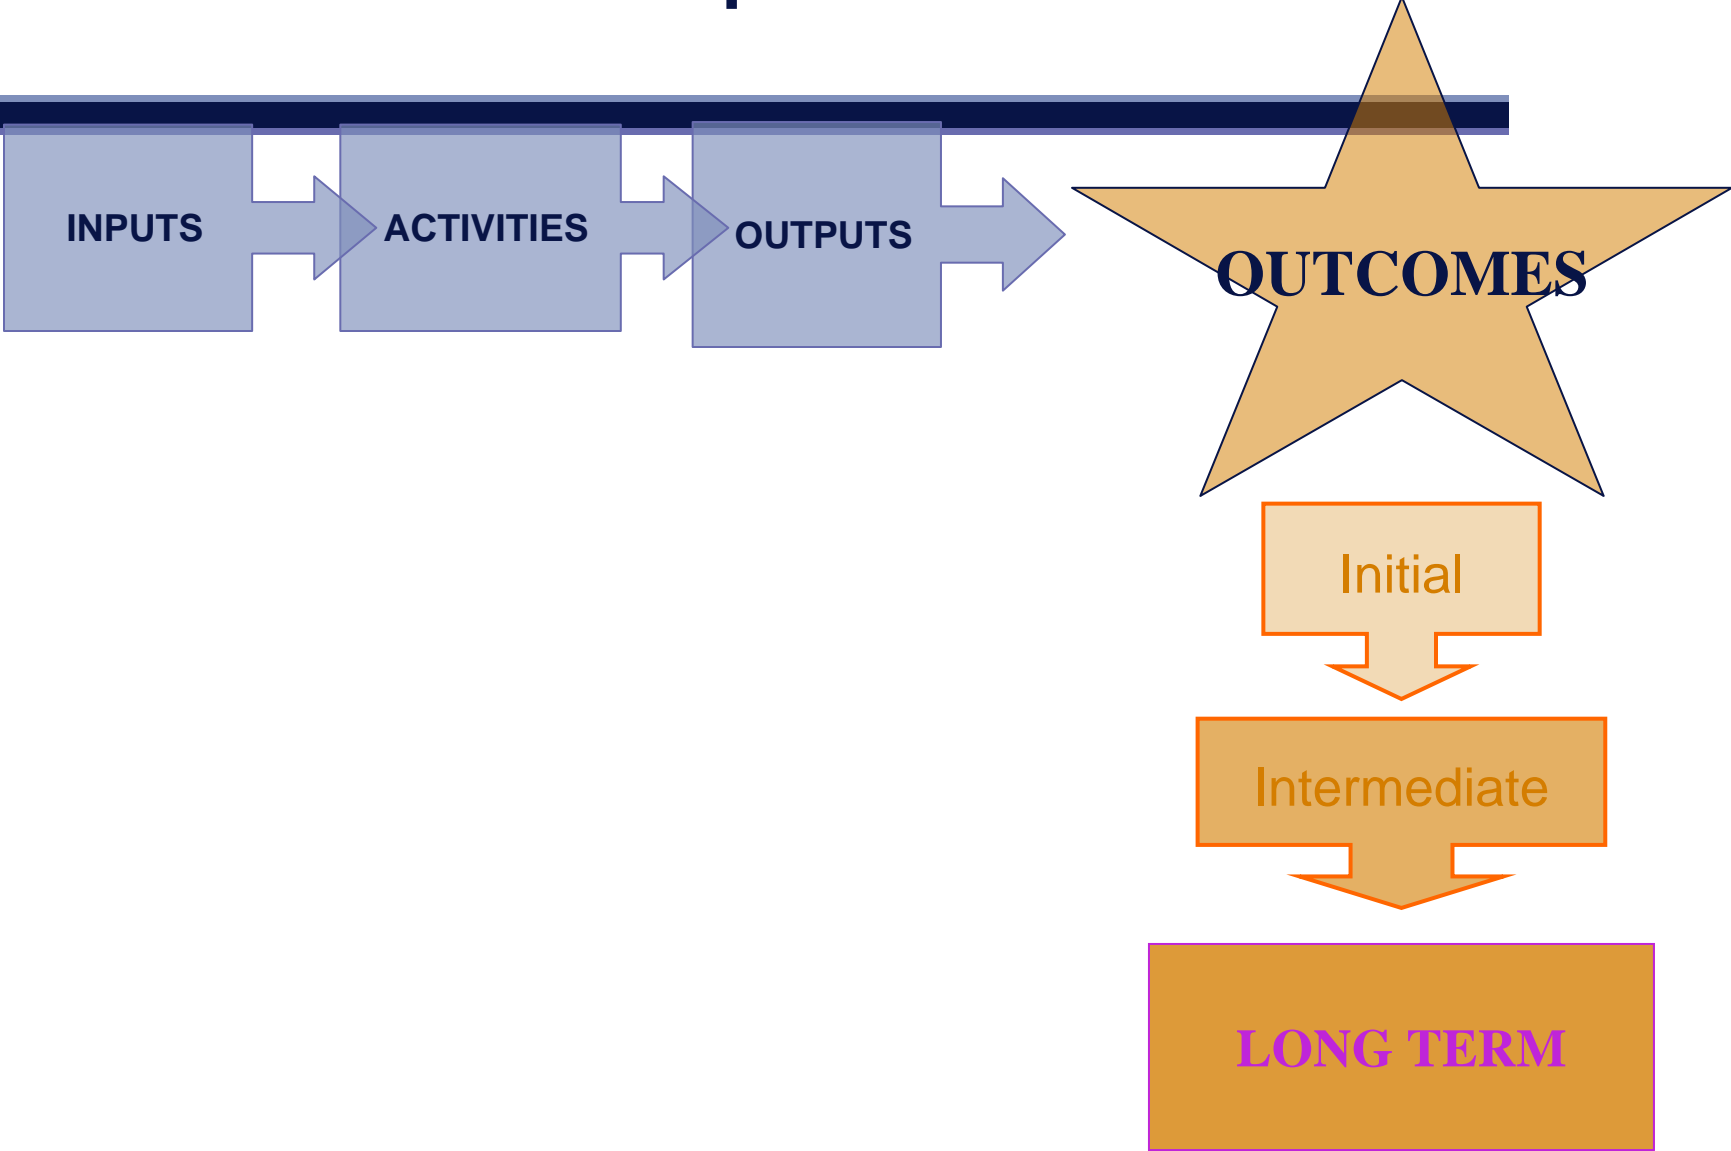 INPUTS
ACTIVITIES
OUTPUTS
OUTCOMES
Initial
Intermediate
LONG TERM